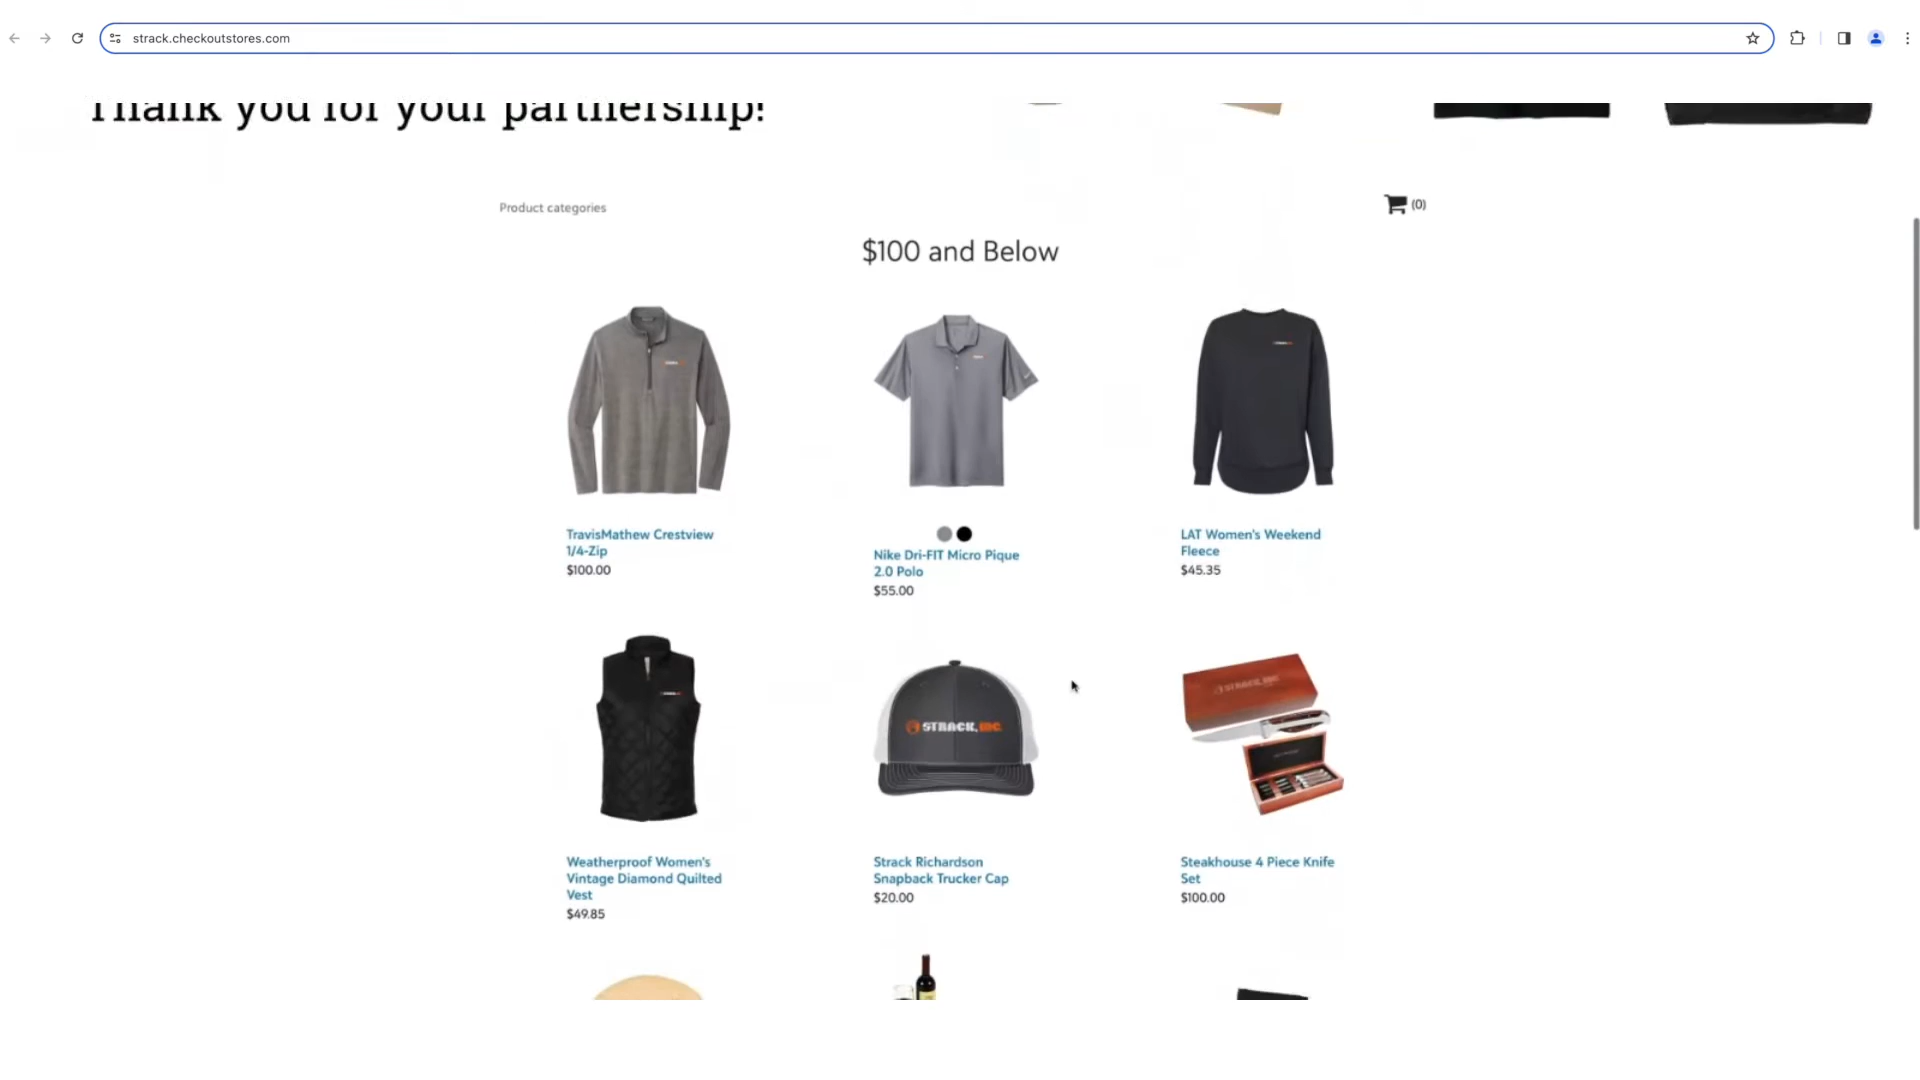 strack.checkoutstores.com
Thank you for your partnership!
Product categories
(0)
$100 and Below
TravisMathew Crestview
1/4-Zip
$100.00
Nike Dri-FIT Micro Pique
2.0 Polo
$55.00
LAT Women's Weekend
Fleece
$45.35
STRACK, INC.
STRACK, INC.
Weatherproof Women's
Vintage Diamond Quilted
Vest
$49.85
Strack Richardson
Snapback Trucker Cap
$20.00
Steakhouse 4 Piece Knife
Set
$100.00